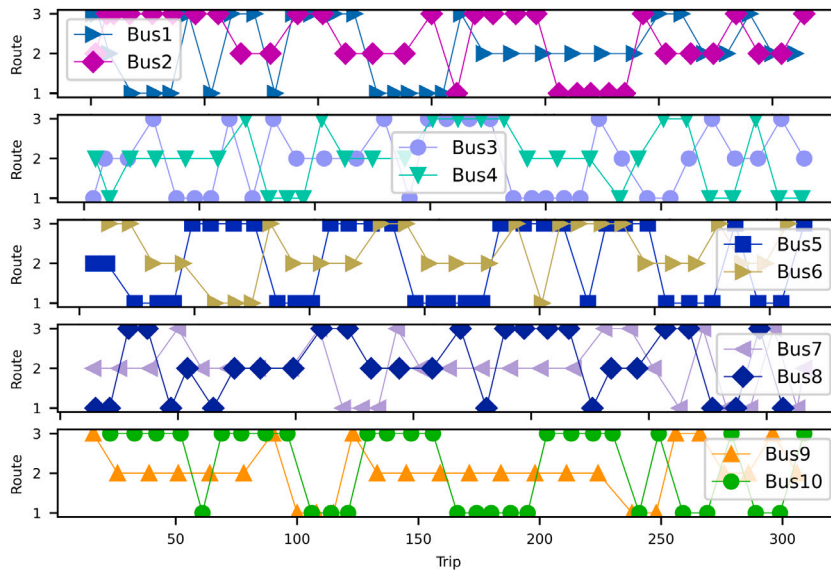 3
Route
2
1
Bus1
Bus2
3
Route
2
1
Bus3
Bus4
3
Route
2
1
Bus5
Bus6
3
Route
2
1
Bus7
Bus8
3
Route
2
1
Bus9
Bus10
50 100 150 200 250 300
Trip